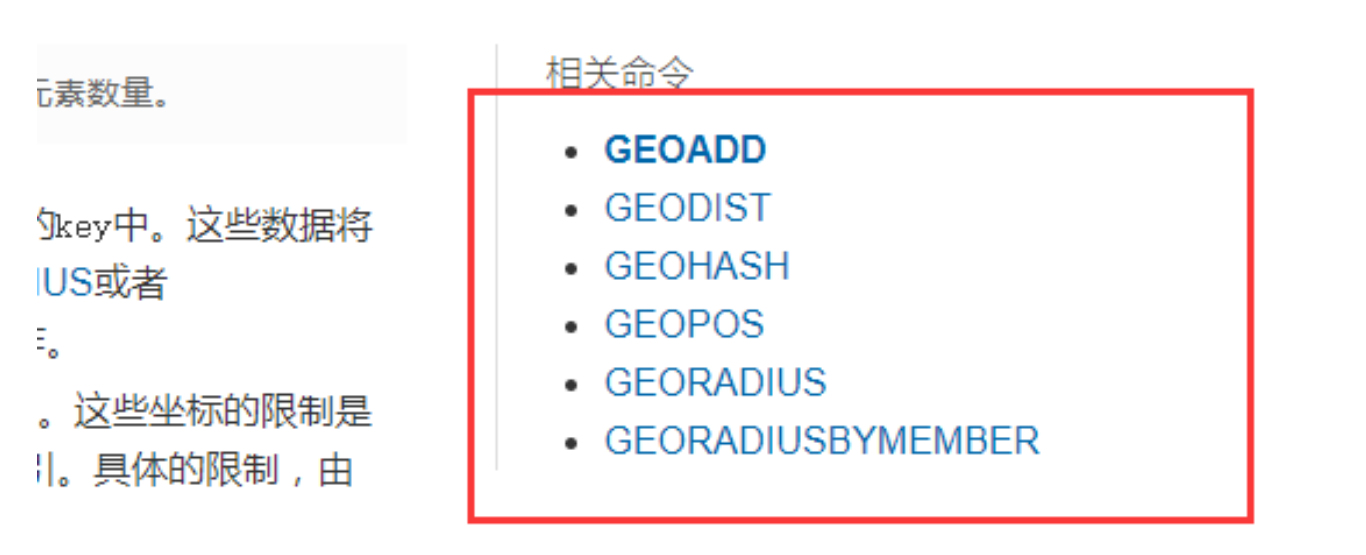 元素数量。
的key中。这些数据将
IUS或者
。
。这些坐标的限制是
引。具体的限制，由
相关命令
GEOADD
GEODIST
GEOHASH
GEOPOS
GEORADIUS
GEORADIUSBYMEMBER